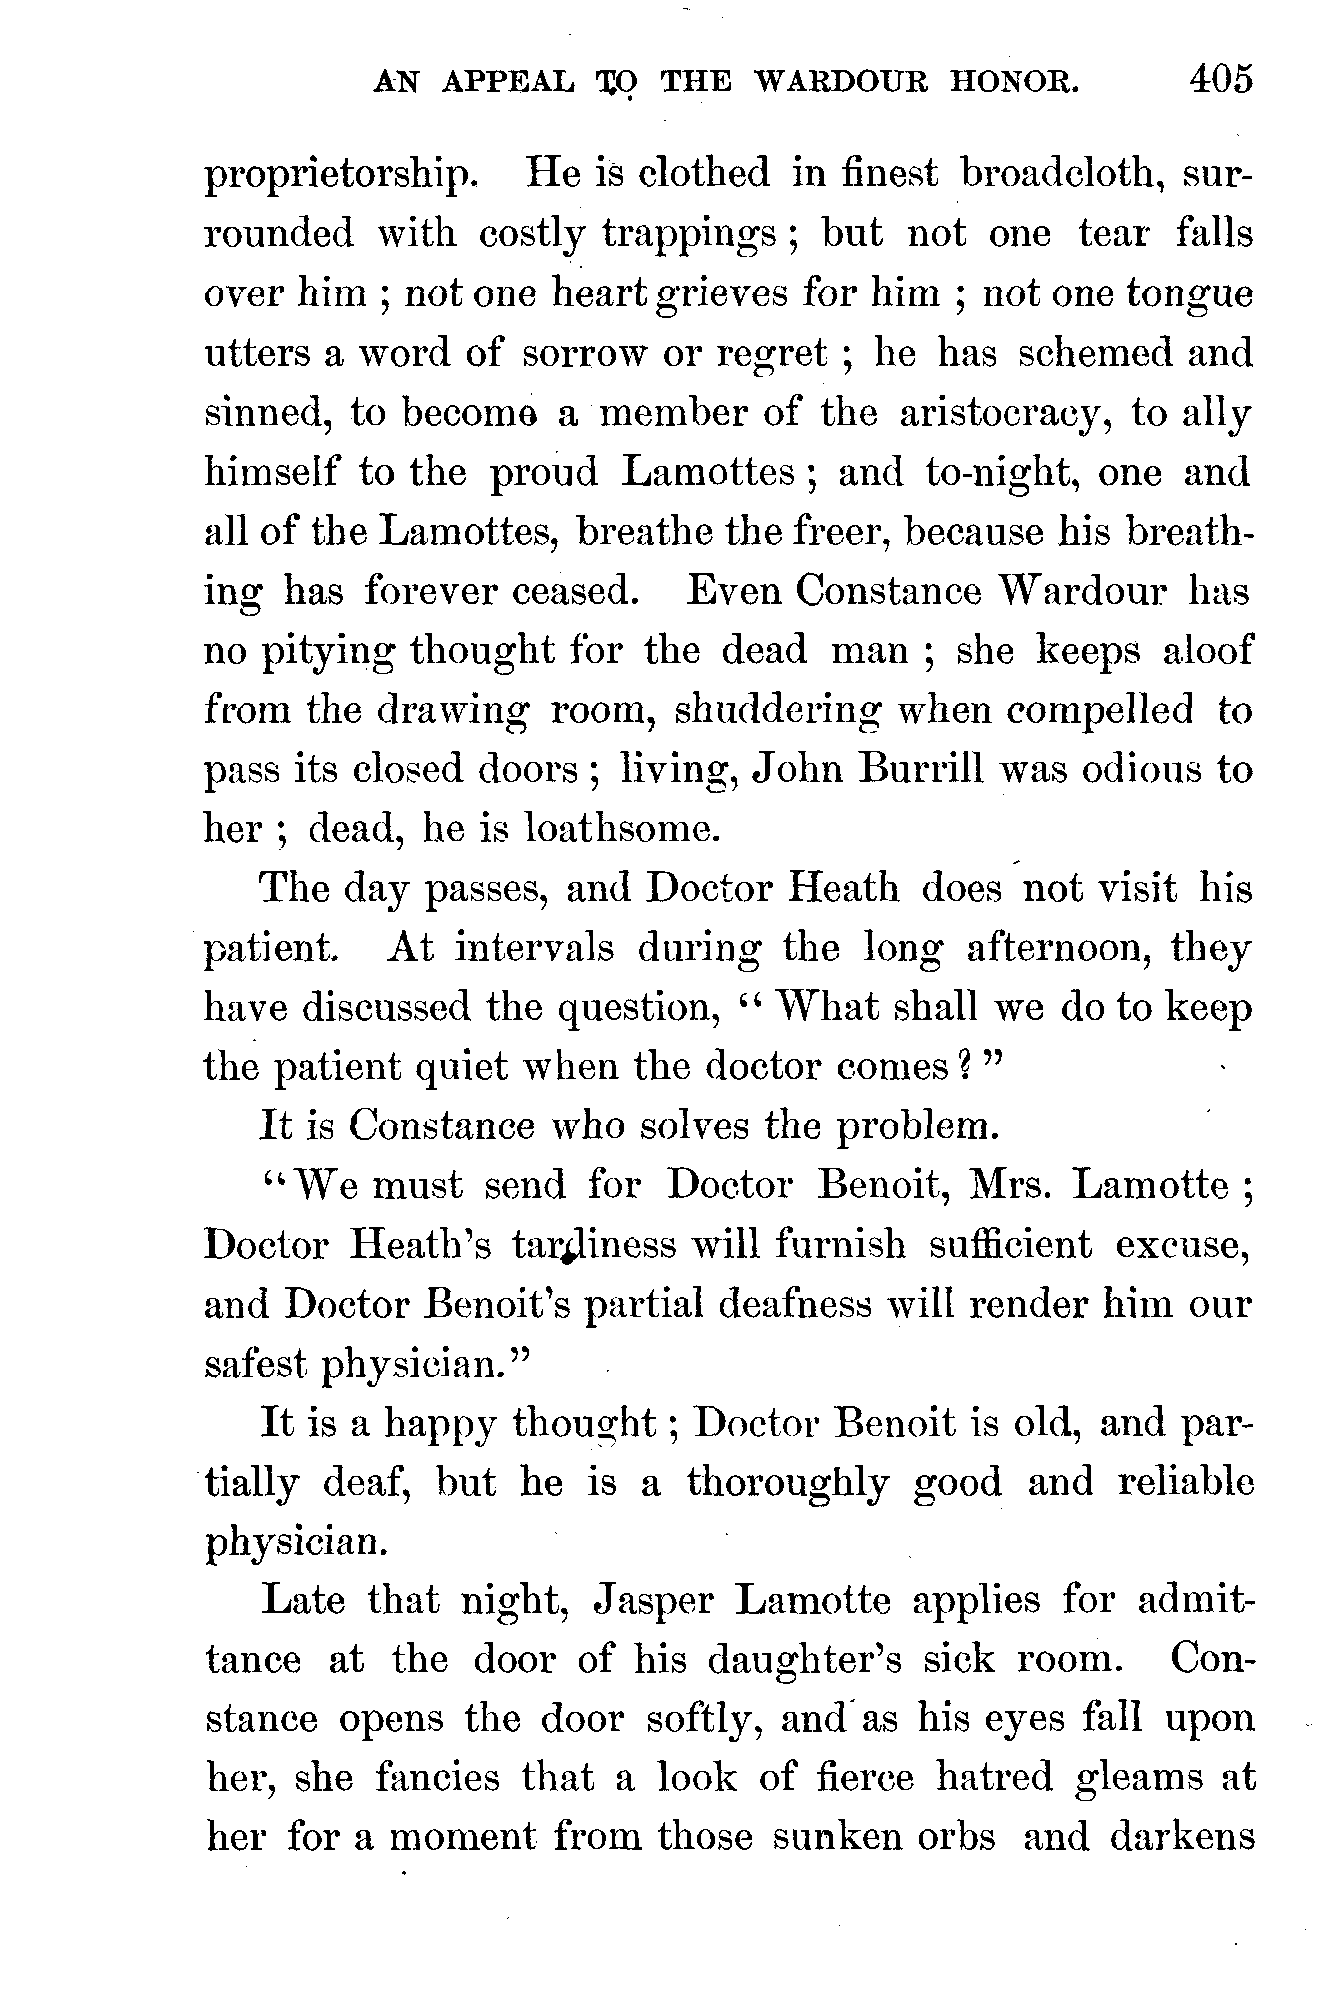 AN APPEAL TO THE WARDOUR HONOR. 405
proprietorship. He is clothed in finest broadcloth, sur-
rounded with costly trappings ; but not one tear falls
over him ; not one heart grieves for him ; not one tongue
utters a word of sorrow or regret ; he has schemed and
sinned, to become a member of the aristocracy, to ally
himself to the proud Lamottes ; and to-night, one and
all of the Lamottes, breathe the freer, because his breath-
ing has forever ceased. Even Constance Wardour has
no pitying thought for the dead man ; she keeps aloof
from the drawing room, shuddering when compelled to
pass its closed doors ; living, John Burrill was odious to
her ; dead, he is loathsome.
The day passes, and Doctor Heath does not visit his
patient. At intervals during the long afternoon, they
have discussed the question, “ What shall we do to keep
the patient quiet when the doctor comes ? ”
It is Constance who solves the problem.
“ We must send for Doctor Benoit, Mrs. Lamotte ;
Doctor Heath’s tardiness will furnish sufficient excuse,
and Doctor Benoit’s partial deafness will render him our
safest physician.”
It is a happy thought ; Doctor Benoit is old, and par-
tially deaf, but he is a thoroughly good and reliable
physician.
Late that night, Jasper Lamotte applies for admit-
tance at the door of his daughter’s sick room. Con-
stance opens the door softly, and as his eyes fall upon
her, she fancies that a look of fierce hatred gleams at
her for a moment from those sunken orbs and darkens